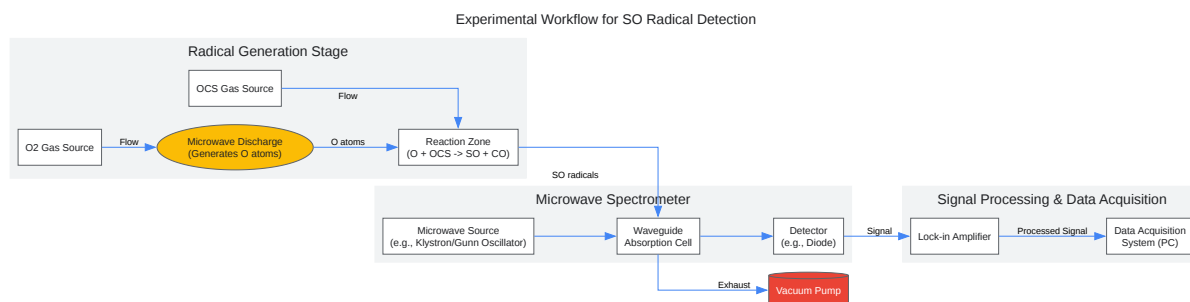 Experimental Workflow for SO Radical Detection
Radical Generation Stage
OCS Gas Source
Flow
O2 Gas Source
Flow
Microwave Discharge
(Generates O atoms)
O atoms
Reaction Zone
(O + OCS -> SO + CO)
SO radicals
Microwave Spectrometer
Microwave Source
(e.g., Klystron/Gunn Oscillator)
Waveguide
Absorption Cell
Detector
(e.g., Diode)
Signal
Exhaust
Vacuum Pump
Signal Processing & Data Acquisition
Lock-in Amplifier
Processed Signal
Data Acquisition
System (PC)